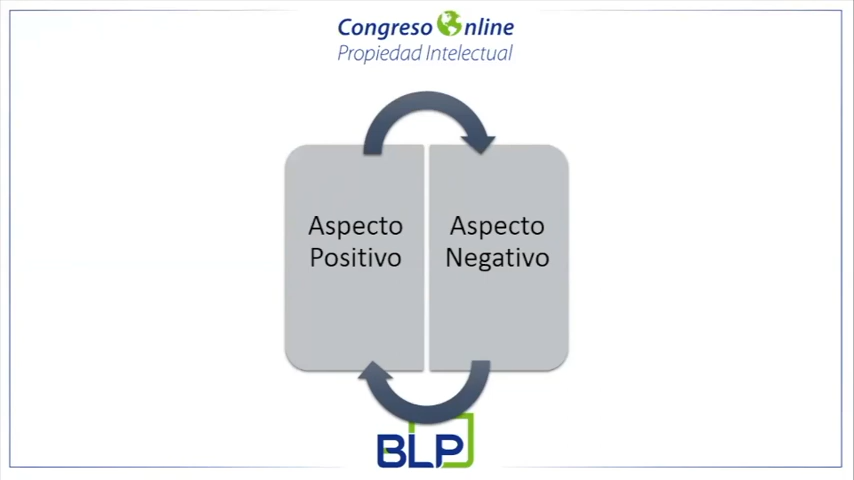 Congreso Online
Propiedad Intelectual
Aspecto
Positivo
Aspecto
Negativo
BLP